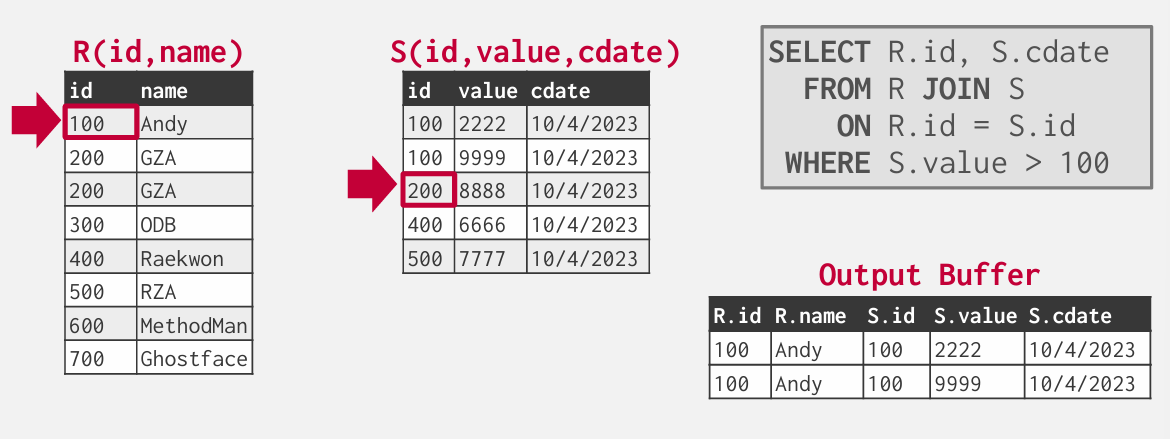 R(id,name)
id name
100 Andy
200 GZA
200 GZA
300 ODB
400 Raekwon
500 RZA
600 MethodMan
700 Ghostface
S(id,value,cdate)
id value cdate
100 2222 10/4/2023
100 9999 10/4/2023
200 8888 10/4/2023
400 6666 10/4/2023
500 7777 10/4/2023
SELECT R.id, S.cdate
FROM R JOIN S
ON R.id = S.id
WHERE S.value > 100
Output Buffer
R.id R.name S.id S.value S.cdate
100 Andy 100 2222 10/4/2023
100 Andy 100 9999 10/4/2023